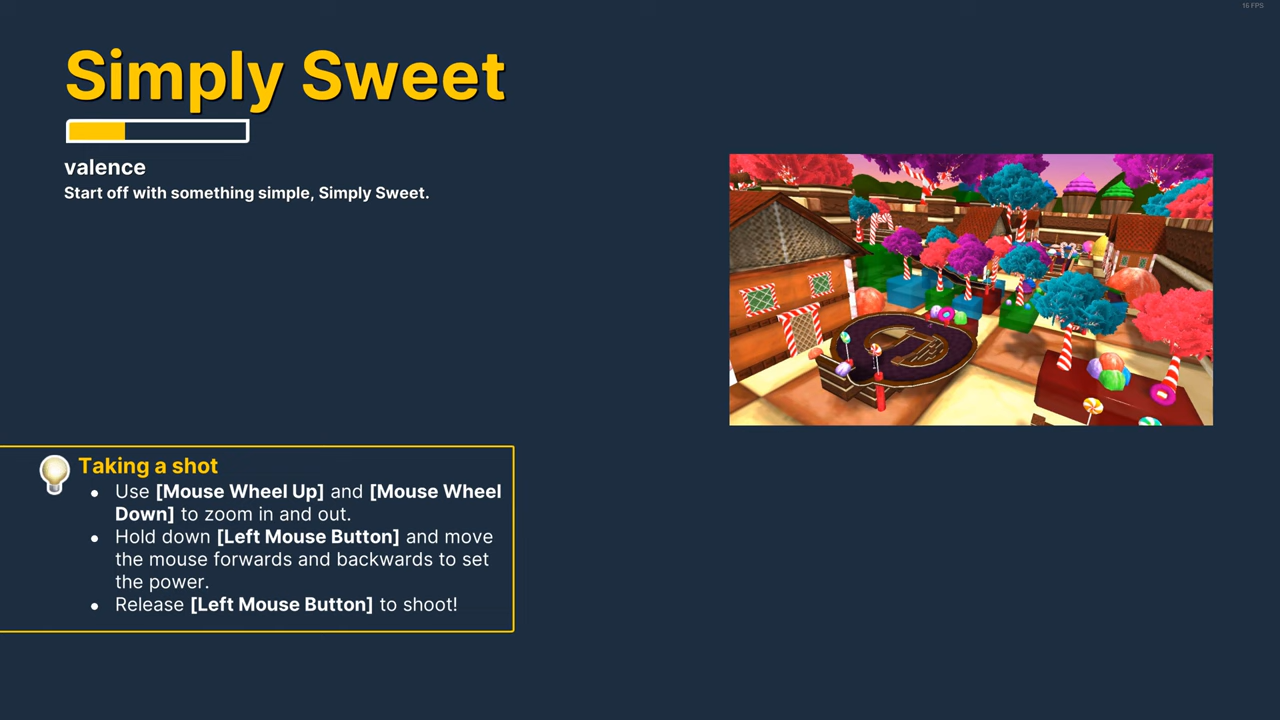 16 FPS
Simply Sweet
valence
Start off with something simple, Simply Sweet.
Taking a shot
• Use [Mouse Wheel Up] and [Mouse Wheel
Down] to zoom in and out.
• Hold down [Left Mouse Button] and move
the mouse forwards and backwards to set
the power.
• Release [Left Mouse Button] to shoot!